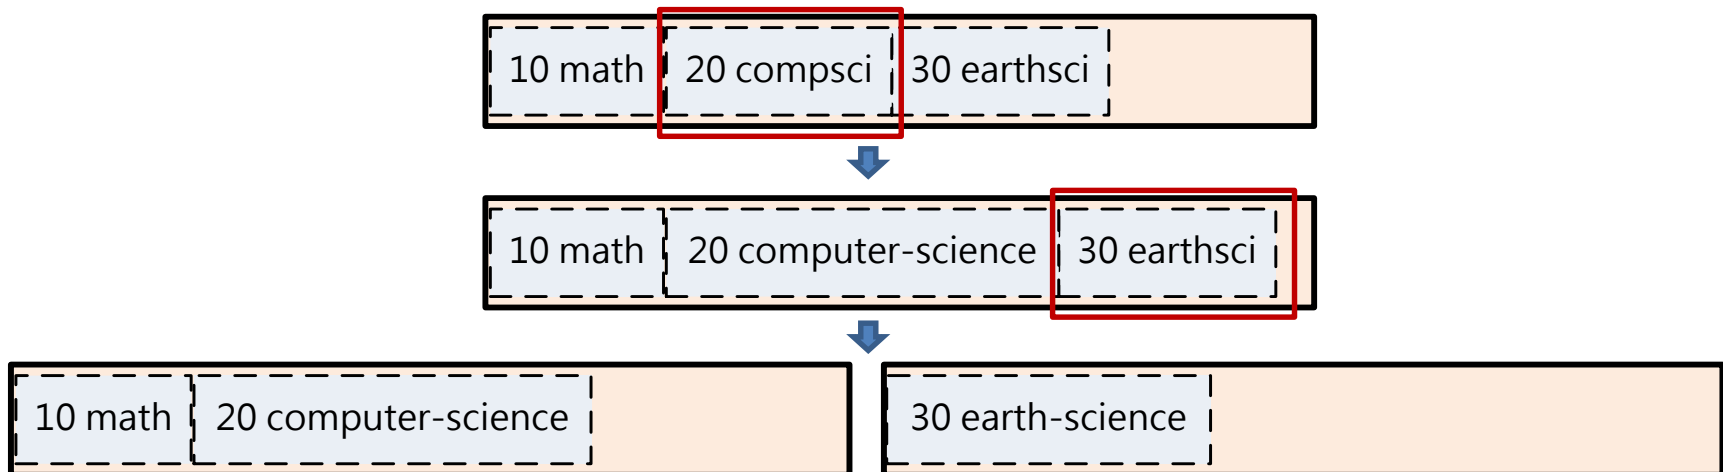 10 math 20 compsci 30 earthsci
10 math 20 computer-science 30 earthsci
10 math 20 computer-science 30 earth-science